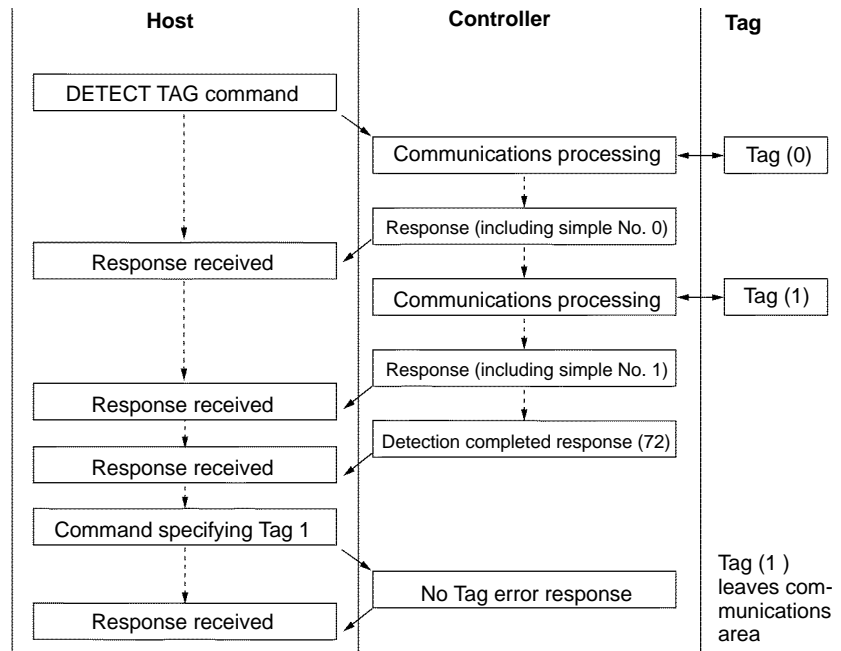 Host
Controller
Tag
DETECT TAG command
Communications processing
Tag (0)
Response (including simple No. 0)
Response received
Communications processing
Tag (1)
Response (including simple No. 1)
Response received
Detection completed response (72)
Response received
Command specifying Tag 1
No Tag error response
Tag (1 )
leaves com-
munications
area
Response received